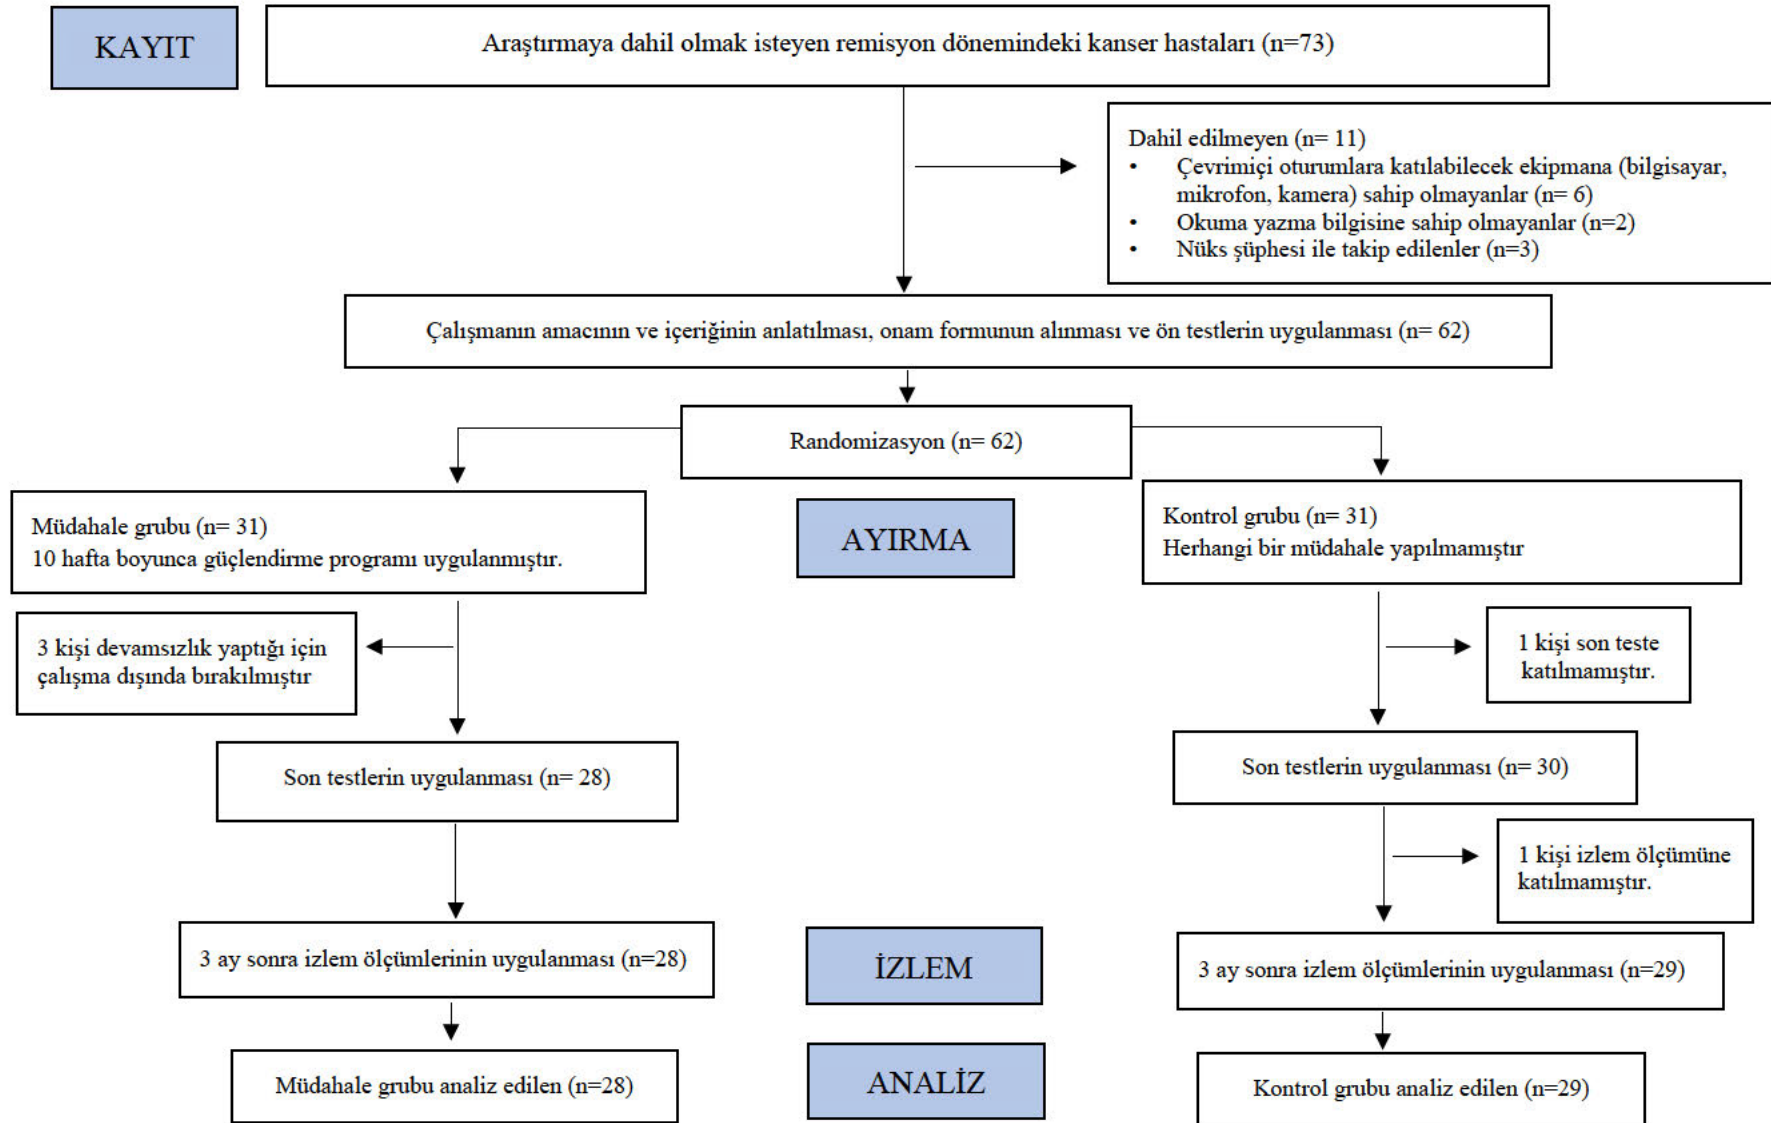 KAYIT
Araştırmaya dahil olmak isteyen remisyon dönemindeki kanser hastaları (n=73)
Dahil edilmeyen (n= 11)
• Çevrimiçi oturumlara katılabilecek ekipmana (bilgisayar,
mikrofon, kamera) sahip olmayanlar (n= 6)
• Okuma yazma bilgisine sahip olmayanlar (n=2)
• Nüks şüphesi ile takip edilenler (n=3)
Çalışmanın amacının ve içeriğinin anlatılması, onam formunun alınması ve ön testlerin uygulanması (n= 62)
Randomizasyon (n= 62)
Müdahale grubu (n= 31)
10 hafta boyunca güçlendirme programı uygulanmıştır.
AYIRMA
Kontrol grubu (n= 31)
Herhangi bir müdahale yapılmamıştır
3 kişi devamsızlık yaptığı için
çalışma dışında bırakılmıştır
1 kişi son teste
katılmamıştır.
Son testlerin uygulanması (n= 28)
Son testlerin uygulanması (n= 30)
1 kişi izlem ölçümüne
katılmamıştır.
3 ay sonra izlem ölçümlerinin uygulanması (n=28)
İZLEM
3 ay sonra izlem ölçümlerinin uygulanması (n=29)
Müdahale grubu analiz edilen (n=28)
ANALİZ
Kontrol grubu analiz edilen (n=29)